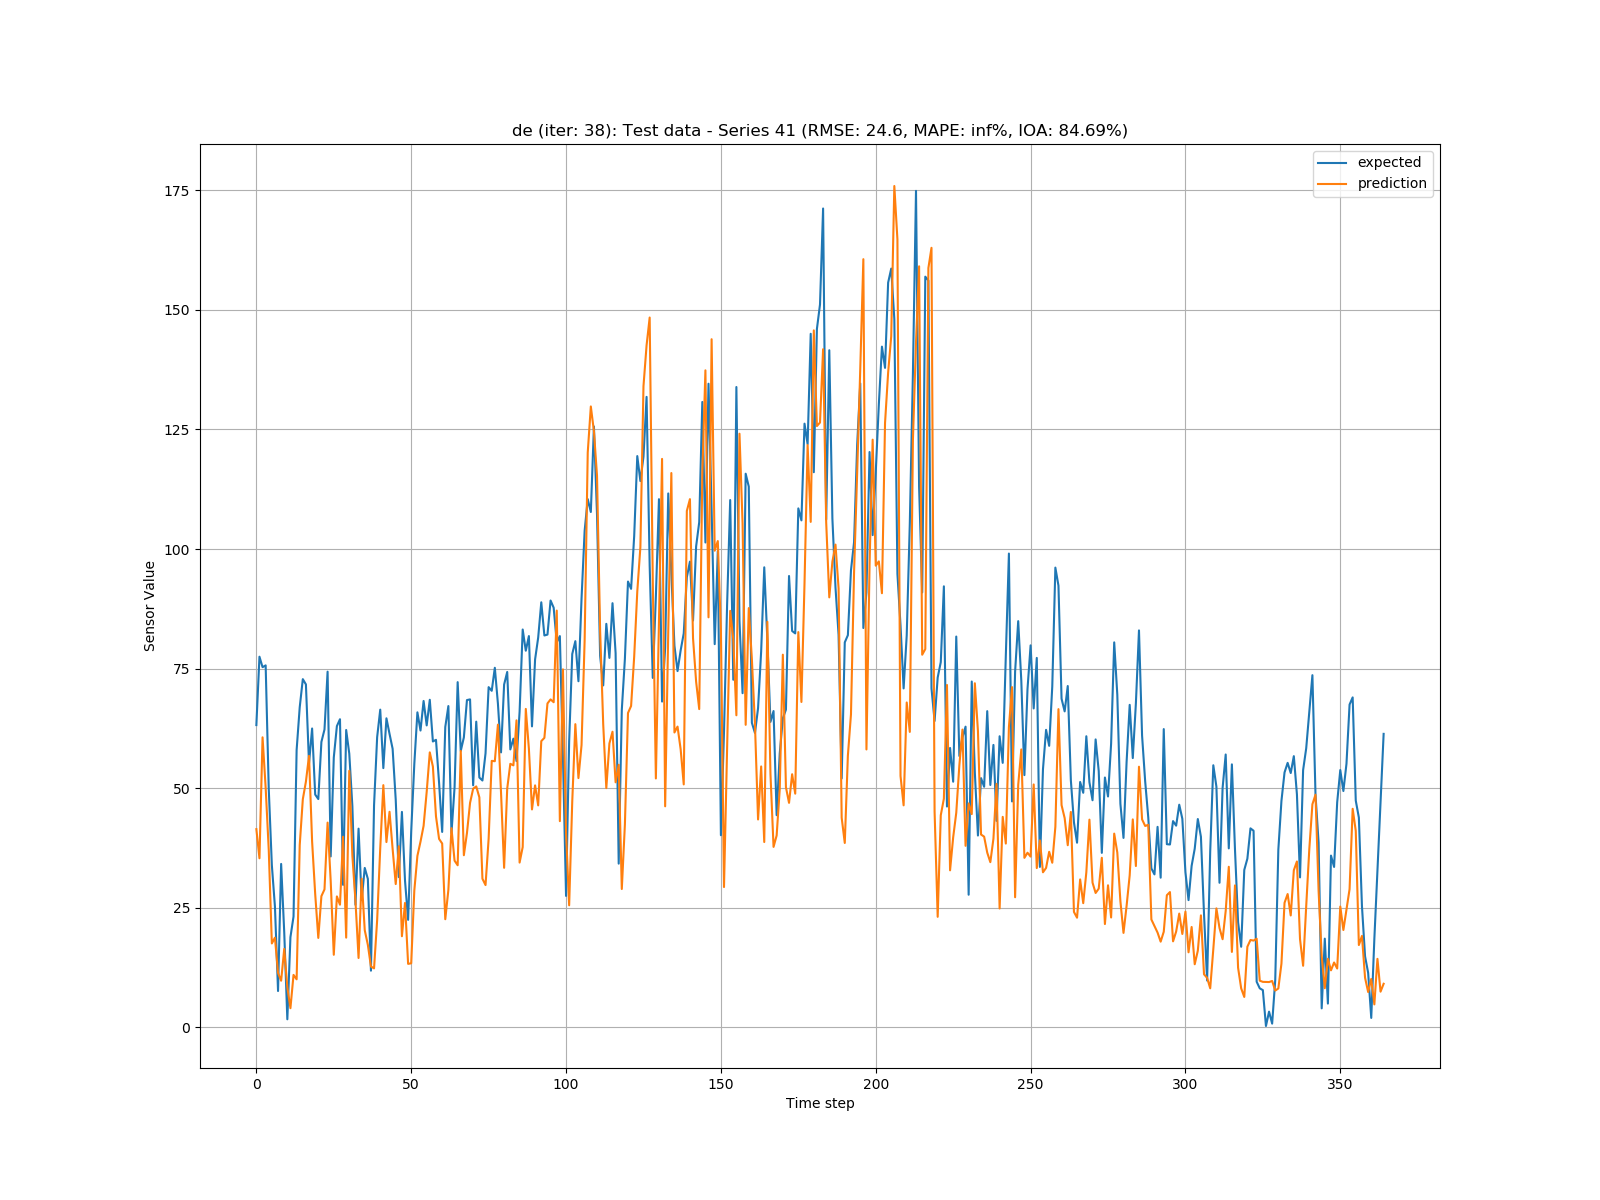 de (iter: 38): Test data - Series 41 (RMSE: 24.6, MAPE: inf%, IOA: 84.69%)
expected
prediction
175
150
125
100
75
50
25
0
Sensor Value
0 50 100 150 200 250 300 350
Time step